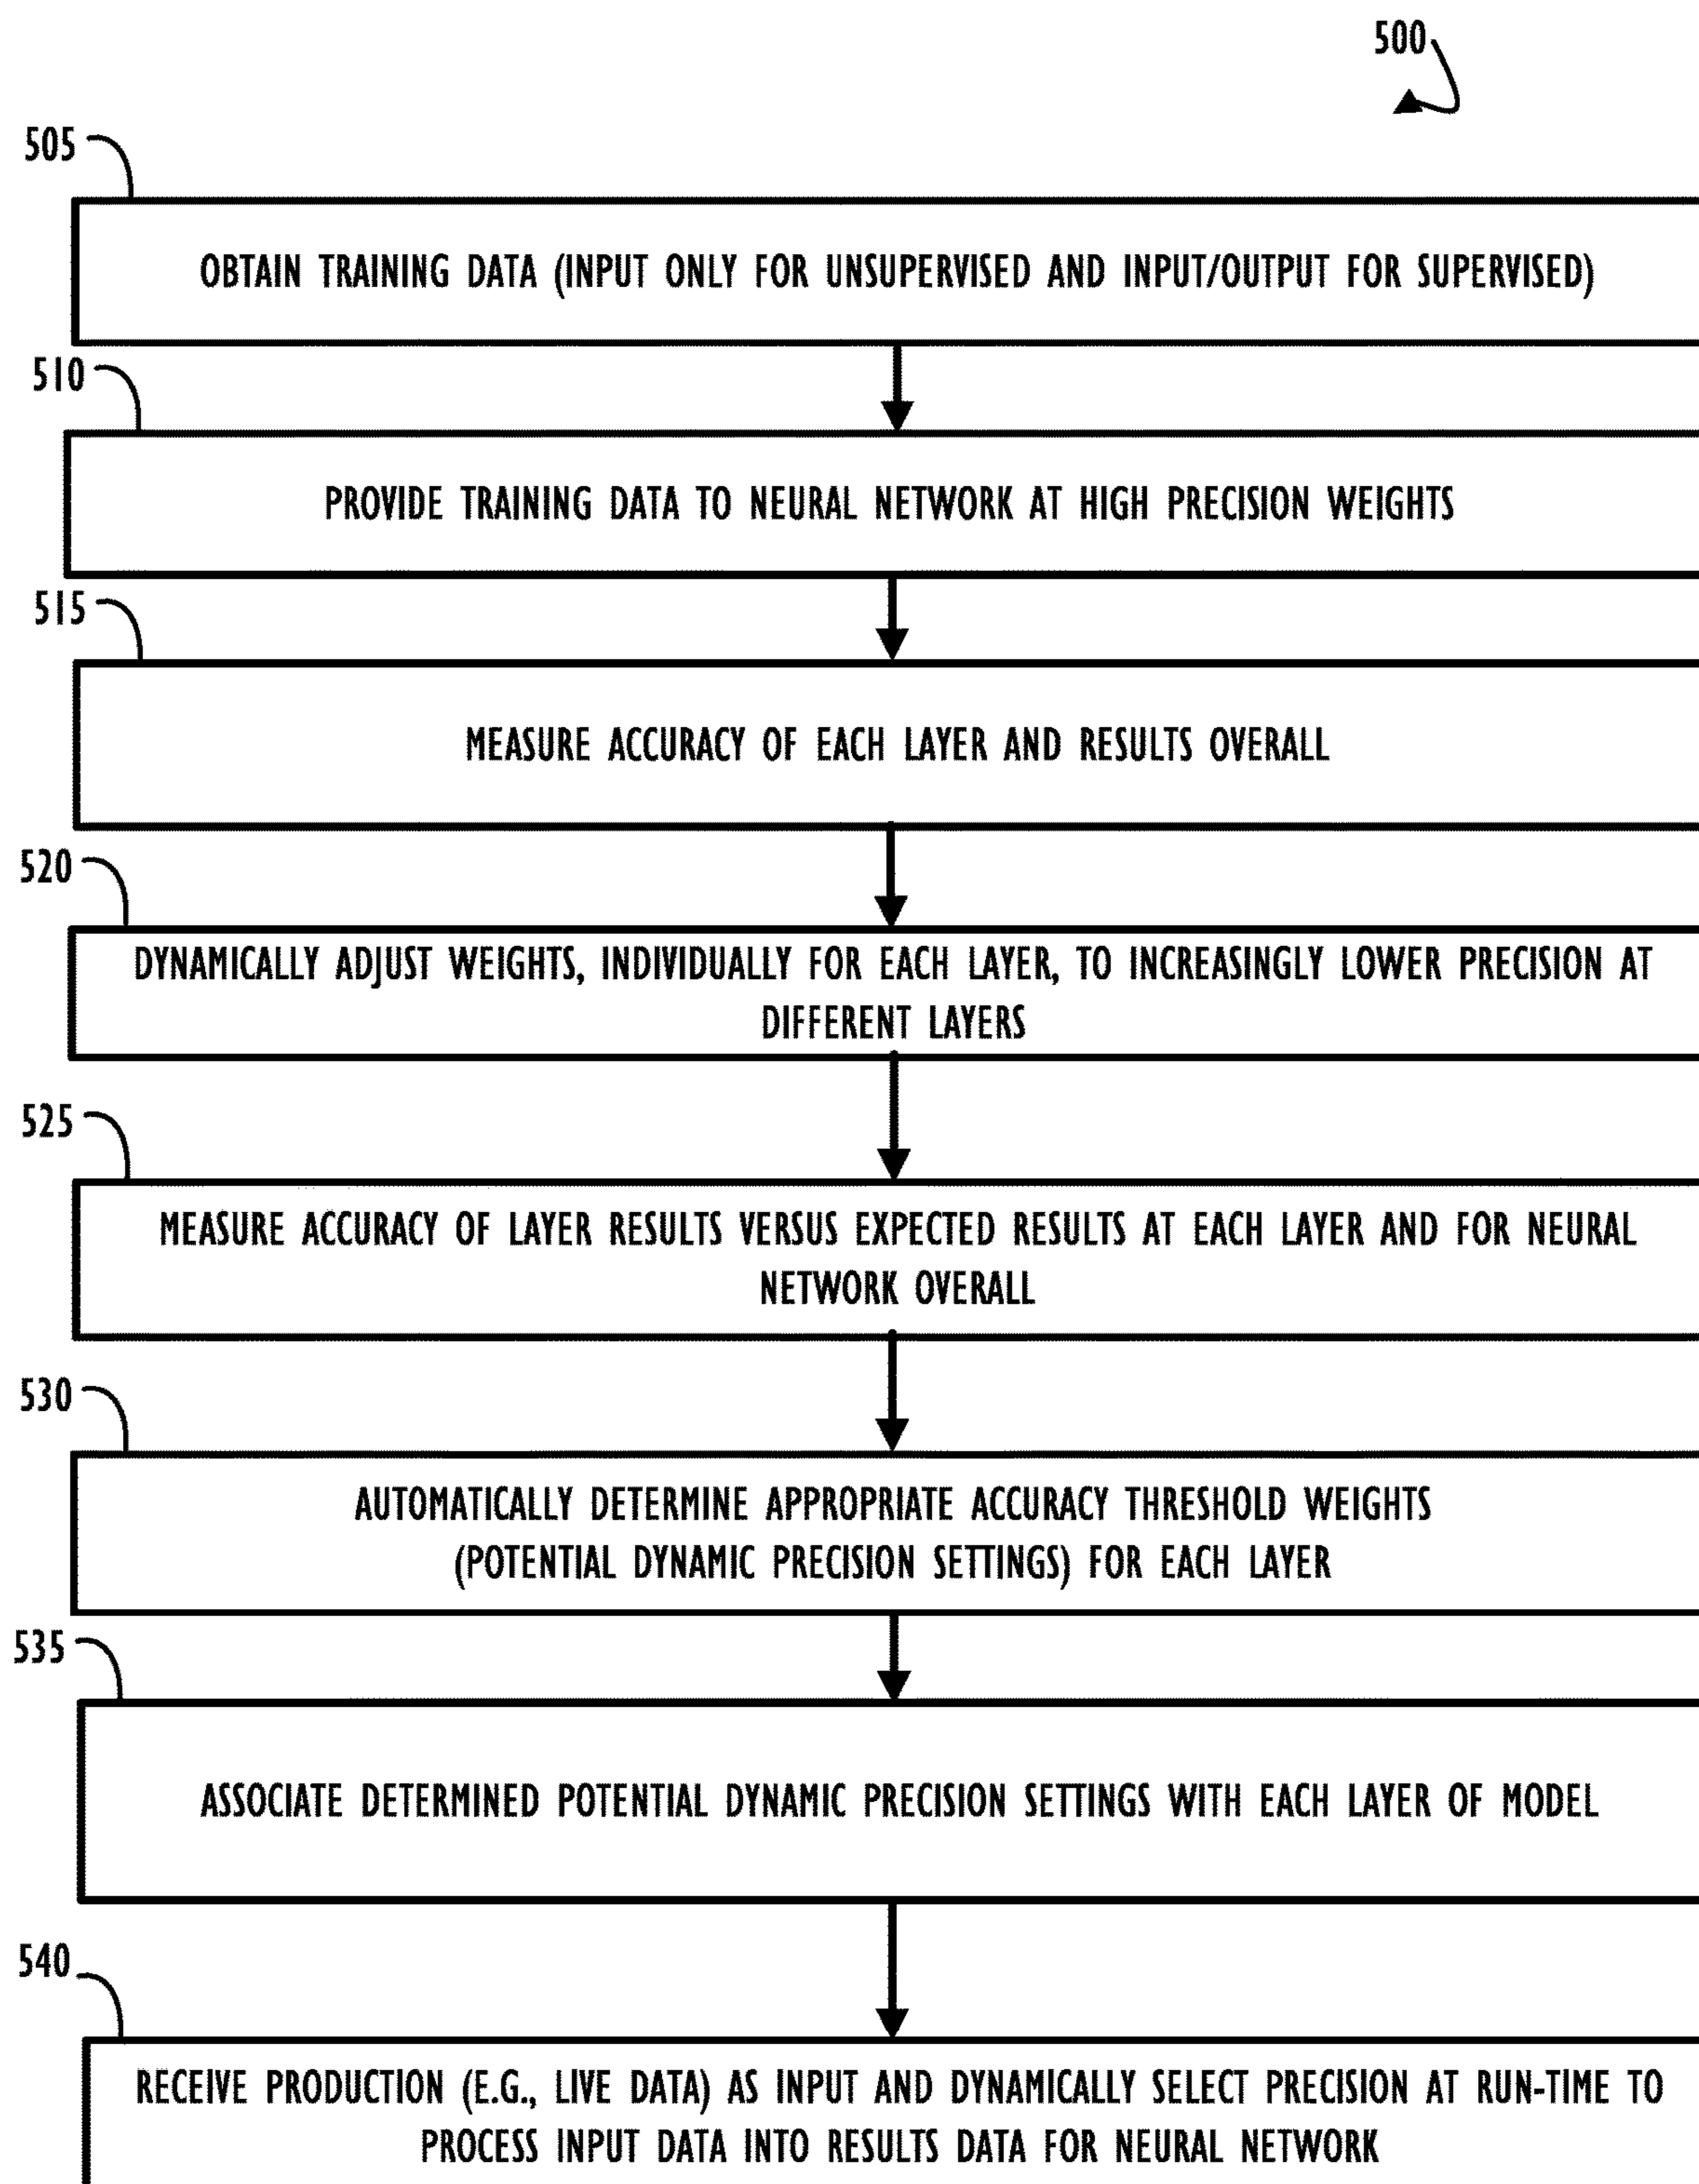 500
505
OBTAIN TRAINING DATA (INPUT ONLY FOR UNSUPERVISED AND INPUT/OUTPUT FOR SUPERVISED)
510
PROVIDE TRAINING DATA TO NEURAL NETWORK AT HIGH PRECISION WEIGHTS
515
MEASURE ACCURACY OF EACH LAYER AND RESULTS OVERALL
520
DYNAMICALLY ADJUST WEIGHTS, INDIVIDUALLY FOR EACH LAYER, TO INCREASINGLY LOWER PRECISION AT
DIFFERENT LAYERS
525
MEASURE ACCURACY OF LAYER RESULTS VERSUS EXPECTED RESULTS AT EACH LAYER AND FOR NEURAL
NETWORK OVERALL
530
AUTOMATICALLY DETERMINE APPROPRIATE ACCURACY THRESHOLD WEIGHTS
(POTENTIAL DYNAMIC PRECISION SETTINGS) FOR EACH LAYER
535
ASSOCIATE DETERMINED POTENTIAL DYNAMIC PRECISION SETTINGS WITH EACH LAYER OF MODEL
540
RECEIVE PRODUCTION (E.G., LIVE DATA) AS INPUT AND DYNAMICALLY SELECT PRECISION AT RUN-TIME TO
PROCESS INPUT DATA INTO RESULTS DATA FOR NEURAL NETWORK